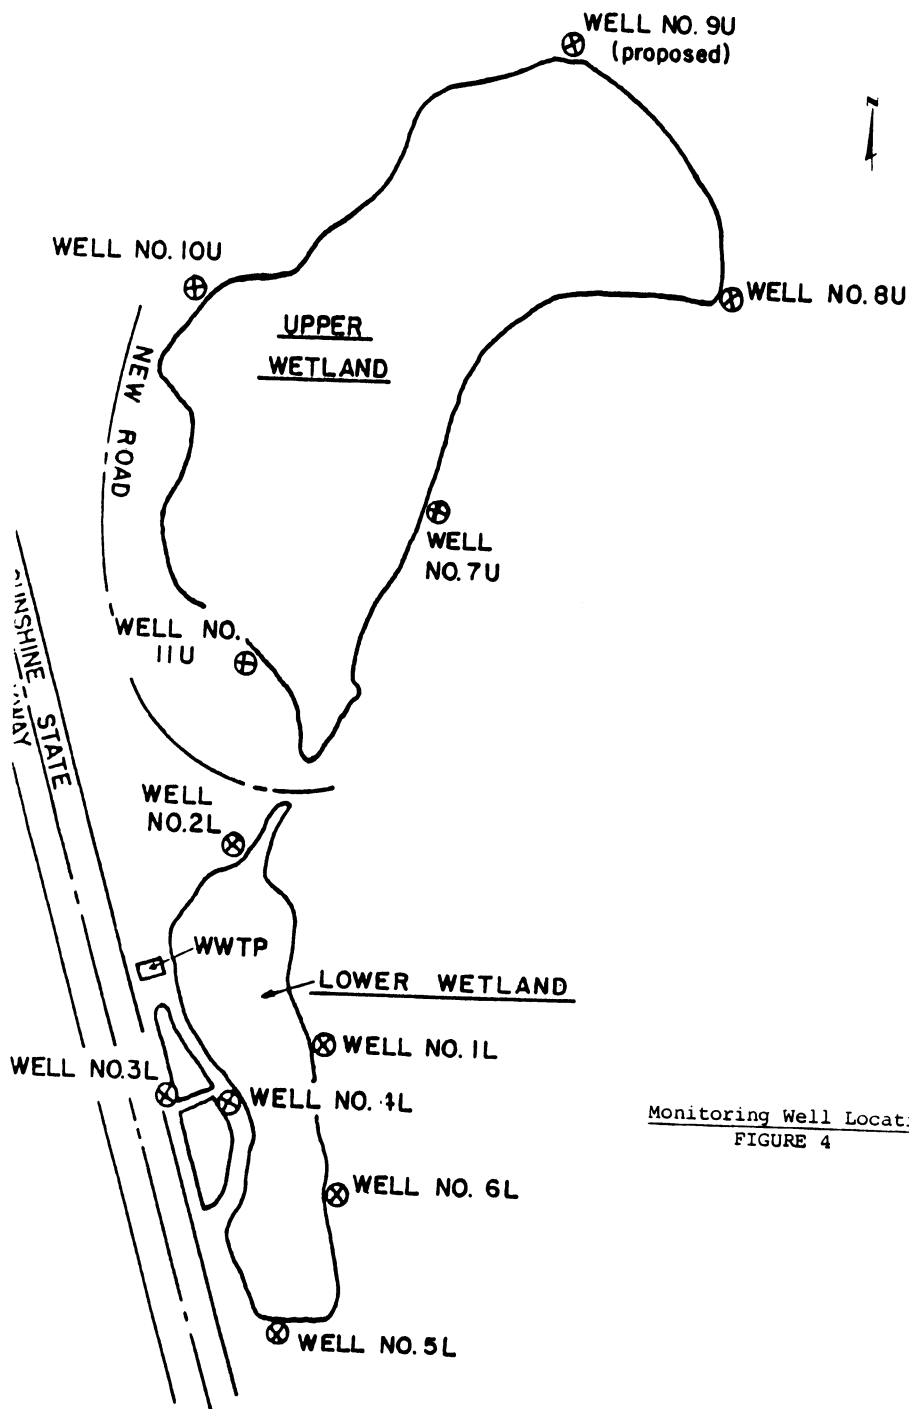 WELL NO. 9U
(proposed)
N
WELL NO. 10U
WELL NO. 8U
UPPER
WETLAND
NEW ROAD
WELL
NO. 7U
WELL NO.
11U
SUNSHINE STATE
WELL
NO. 2L
WWTP
LOWER WETLAND
WELL NO. 1L
WELL NO. 3L
WELL NO. 4L
Monitoring Well Locati
FIGURE 4
WELL NO. 6L
WELL NO. 5L